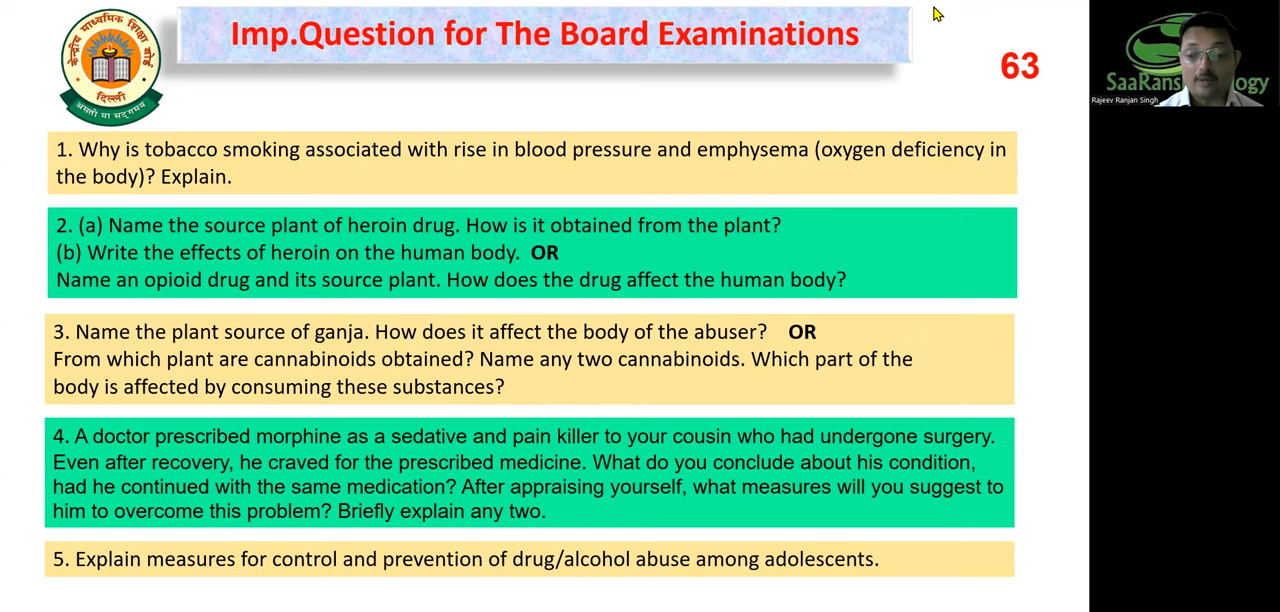 केन्द्रीय माध्यमिक शिक्षा बोर्ड
दिल्ली
असतो मा सद्गमय
Imp.Question for The Board Examinations
63
SaaRans ogy
Rajeev Ranjan Singh
1. Why is tobacco smoking associated with rise in blood pressure and emphysema (oxygen deficiency in
the body)? Explain.
2. (a) Name the source plant of heroin drug. How is it obtained from the plant?
(b) Write the effects of heroin on the human body. OR
Name an opioid drug and its source plant. How does the drug affect the human body?
3. Name the plant source of ganja. How does it affect the body of the abuser? OR
From which plant are cannabinoids obtained? Name any two cannabinoids. Which part of the
body is affected by consuming these substances?
4. A doctor prescribed morphine as a sedative and pain killer to your cousin who had undergone surgery.
Even after recovery, he craved for the prescribed medicine. What do you conclude about his condition,
had he continued with the same medication? After appraising yourself, what measures will you suggest to
him to overcome this problem? Briefly explain any two.
5. Explain measures for control and prevention of drug/alcohol abuse among adolescents.